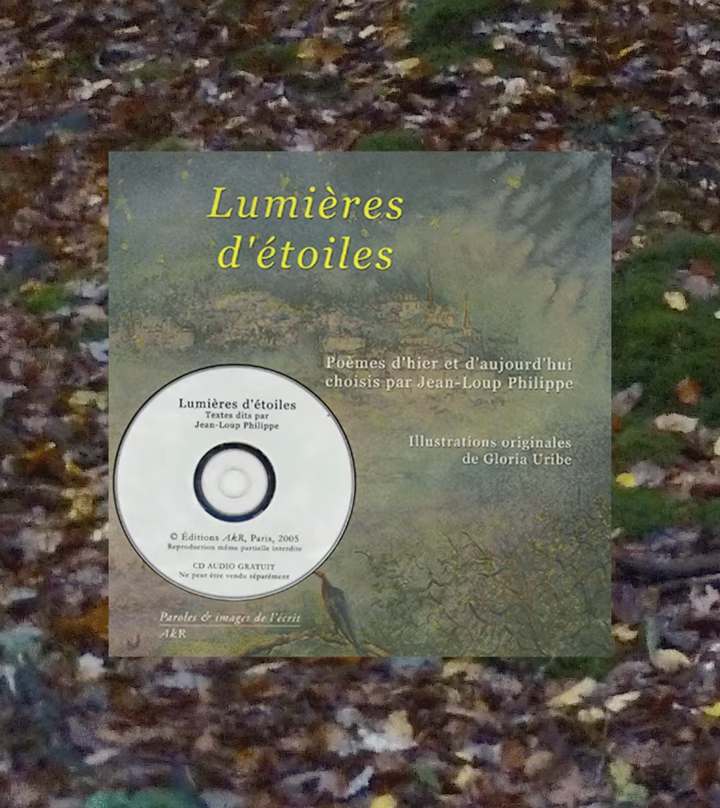 Lumières
d'étoiles
Poèmes d'hier et d'aujourd'hui
choisis par Jean-Loup Philippe
Illustrations originales
de Gloria Uribe
Lumières d'étoiles
Textes dits par
Jean-Loup Philippe
© Éditions AkR, Paris, 2005
Reproduction même partielle interdite
CD AUDIO GRATUIT
Ne peut être vendu séparément
Paroles & images de l'écrit
AkR